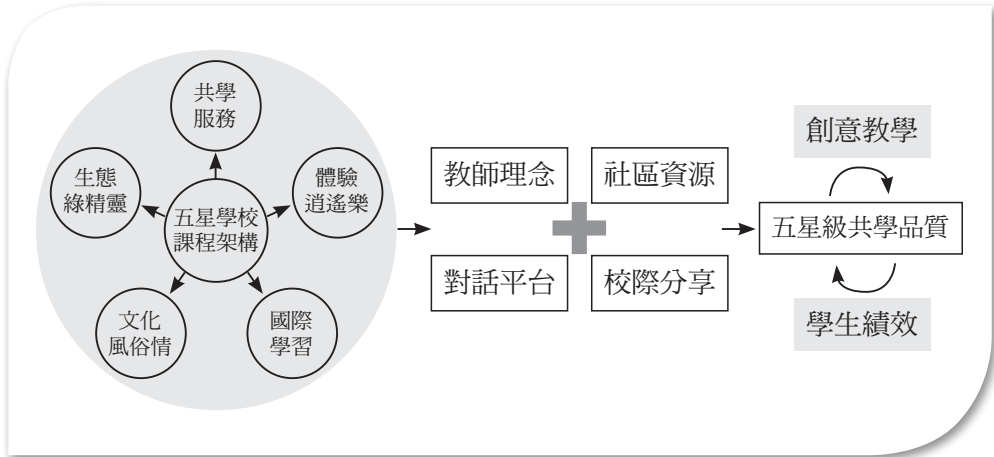 共學
服務
生態
綠精靈
體驗
逍遙樂
五星學校
課程架構
文化
風俗情
國際
學習
教師理念
社區資源
對話平台
校際分享
創意教學
五星級共學品質
學生績效